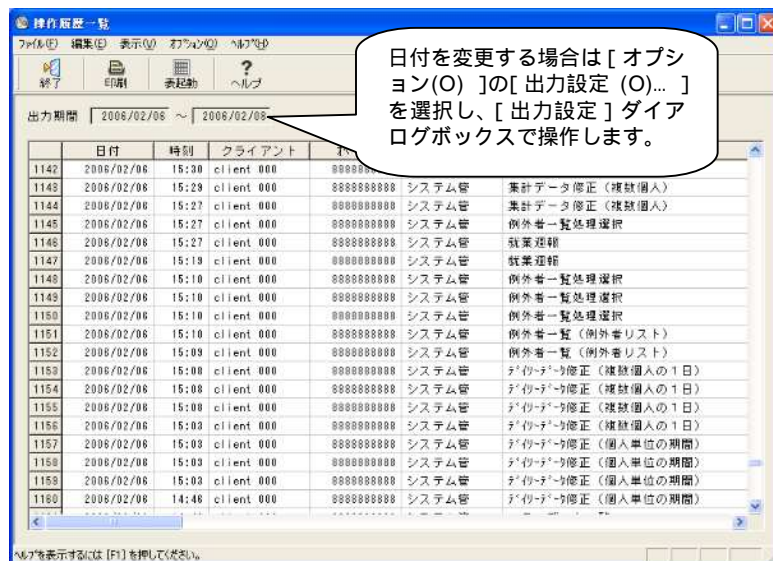 操作履歴一覧
ファイル(F) 編集(E) 表示(V) オプション(O) ヘルプ(H)
終了 印刷 表起動 ヘルプ
日付を変更する場合は[オプシ
ョン(O) ]の[出力設定 (O)... ]
を選択し、[出力設定]ダイア
ログボックスで操作します。
出力期間 2006/02/06 ～ 2006/02/08
日付 時刻 クライアント
1142 2006/02/06 15:30 client 000
1143 2006/02/06 15:29 client 000 8888888888 システム管 集計データ修正（複数個人）
1144 2006/02/06 15:27 client 000 8888888888 システム管 集計データ修正（複数個人）
1145 2006/02/06 15:27 client 000 8888888888 システム管 例外者一覧処理選択
1146 2006/02/06 15:27 client 000 8888888888 システム管 就業週報
1147 2006/02/06 15:19 client 000 8888888888 システム管 就業週報
1148 2006/02/06 15:10 client 000 8888888888 システム管 例外者一覧処理選択
1149 2006/02/06 15:10 client 000 8888888888 システム管 例外者一覧処理選択
1150 2006/02/06 15:10 client 000 8888888888 システム管 例外者一覧処理選択
1151 2006/02/06 15:10 client 000 8888888888 システム管 例外者一覧（例外者リスト）
1152 2006/02/06 15:09 client 000 8888888888 システム管 例外者一覧（例外者リスト）
1153 2006/02/06 15:08 client 000 8888888888 システム管 デイリーデータ修正（複数個人の１日）
1154 2006/02/06 15:08 client 000 8888888888 システム管 デイリーデータ修正（複数個人の１日）
1155 2006/02/06 15:08 client 000 8888888888 システム管 デイリーデータ修正（複数個人の１日）
1156 2006/02/06 15:03 client 000 8888888888 システム管 デイリーデータ修正（複数個人の１日）
1157 2006/02/06 15:03 client 000 8888888888 システム管 デイリーデータ修正（個人単位の期間）
1158 2006/02/06 15:03 client 000 8888888888 システム管 デイリーデータ修正（個人単位の期間）
1159 2006/02/06 15:03 client 000 8888888888 システム管 デイリーデータ修正（個人単位の期間）
1160 2006/02/06 14:46 client 000 8888888888 システム管 デイリーデータ修正（個人単位の期間）
ヘルプを表示するには [F1] を押してください。